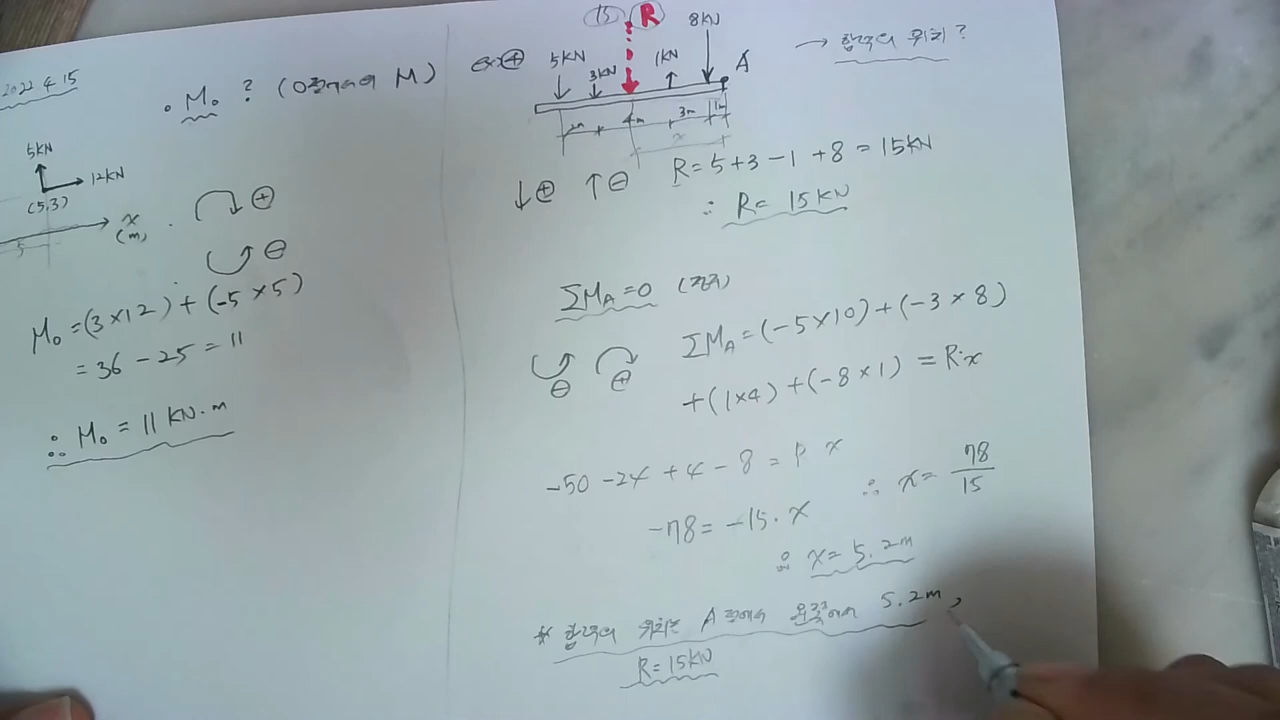 2022 4 15
• M₀ ? (0점에서의 M)
5KN
12KN
(5,3)
x
(m)
5
⊕
⊖
M₀ = (3×12) + (-5×5)
= 36 - 25 = 11
∴ M₀ = 11 KN·m
15 R 8KN
→ 합력의 위치?
ex ⊕ 5KN 3KN 1KN A
2m 4m 3m 1m
x
↓⊕ ↑⊖
R = 5+3-1+8 = 15KN
∴ R = 15KN
ΣM_A = 0
⊖ ⊕
ΣM_A = (-5×10) + (-3×8)
+ (1×4) + (-8×1) = R·x
-50 -24 + 4 - 8 = R x
-78 = -15·x
∴ x = 78/15
∴ x = 5.2m
* 합력의 위치는 A점에서 왼쪽에서 5.2m,
R = 15KN